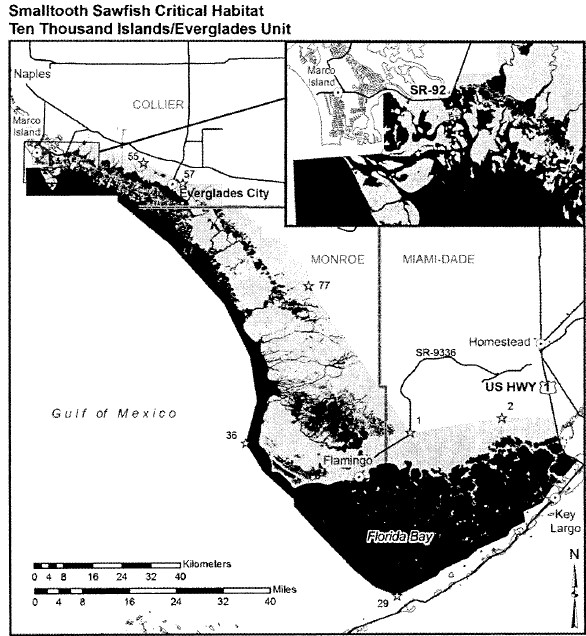 Smalltooth Sawfish Critical Habitat
Ten Thousand Islands/Everglades Unit
Naples
COLLIER
Marco
Island
SR-92
Marco
Island
55
57
Everglades City
MONROE
MIAMI-DADE
77
Homestead
SR-9336
US HWY 1
Gulf of Mexico
36
1
2
Flamingo
Key
Largo
Florida Bay
Kilometers
0 4 8 16 24 32 40
Miles
0 4 8 16 24 32 40
29
N